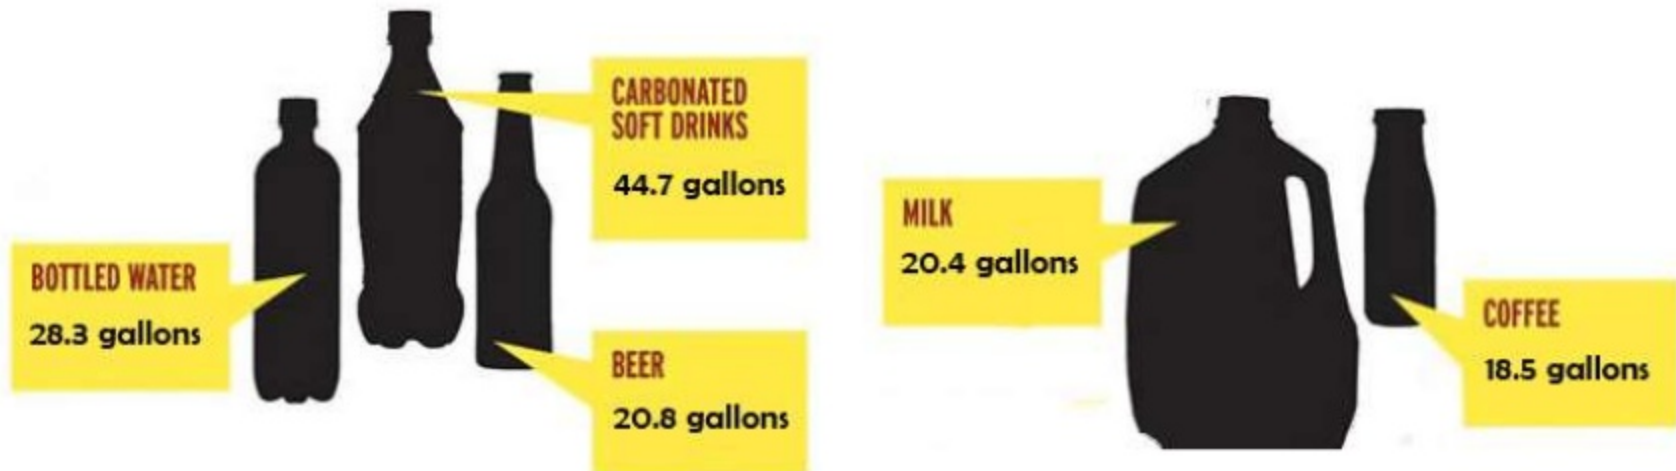 CARBONATED
SOFT DRINKS
44.7 gallons
BOTTLED WATER
28.3 gallons
BEER
20.8 gallons
MILK
20.4 gallons
COFFEE
18.5 gallons